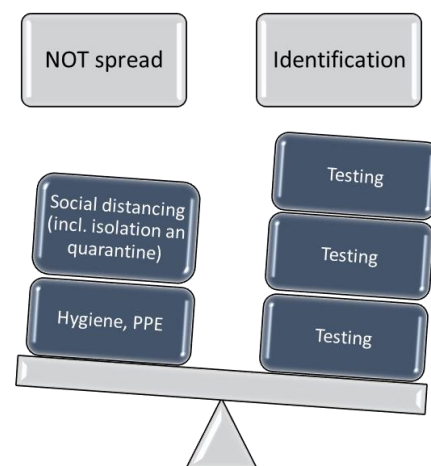 NOT spread
Identification
Social distancing
(incl. isolation an
quarantine)
Hygiene, PPE
Testing
Testing
Testing